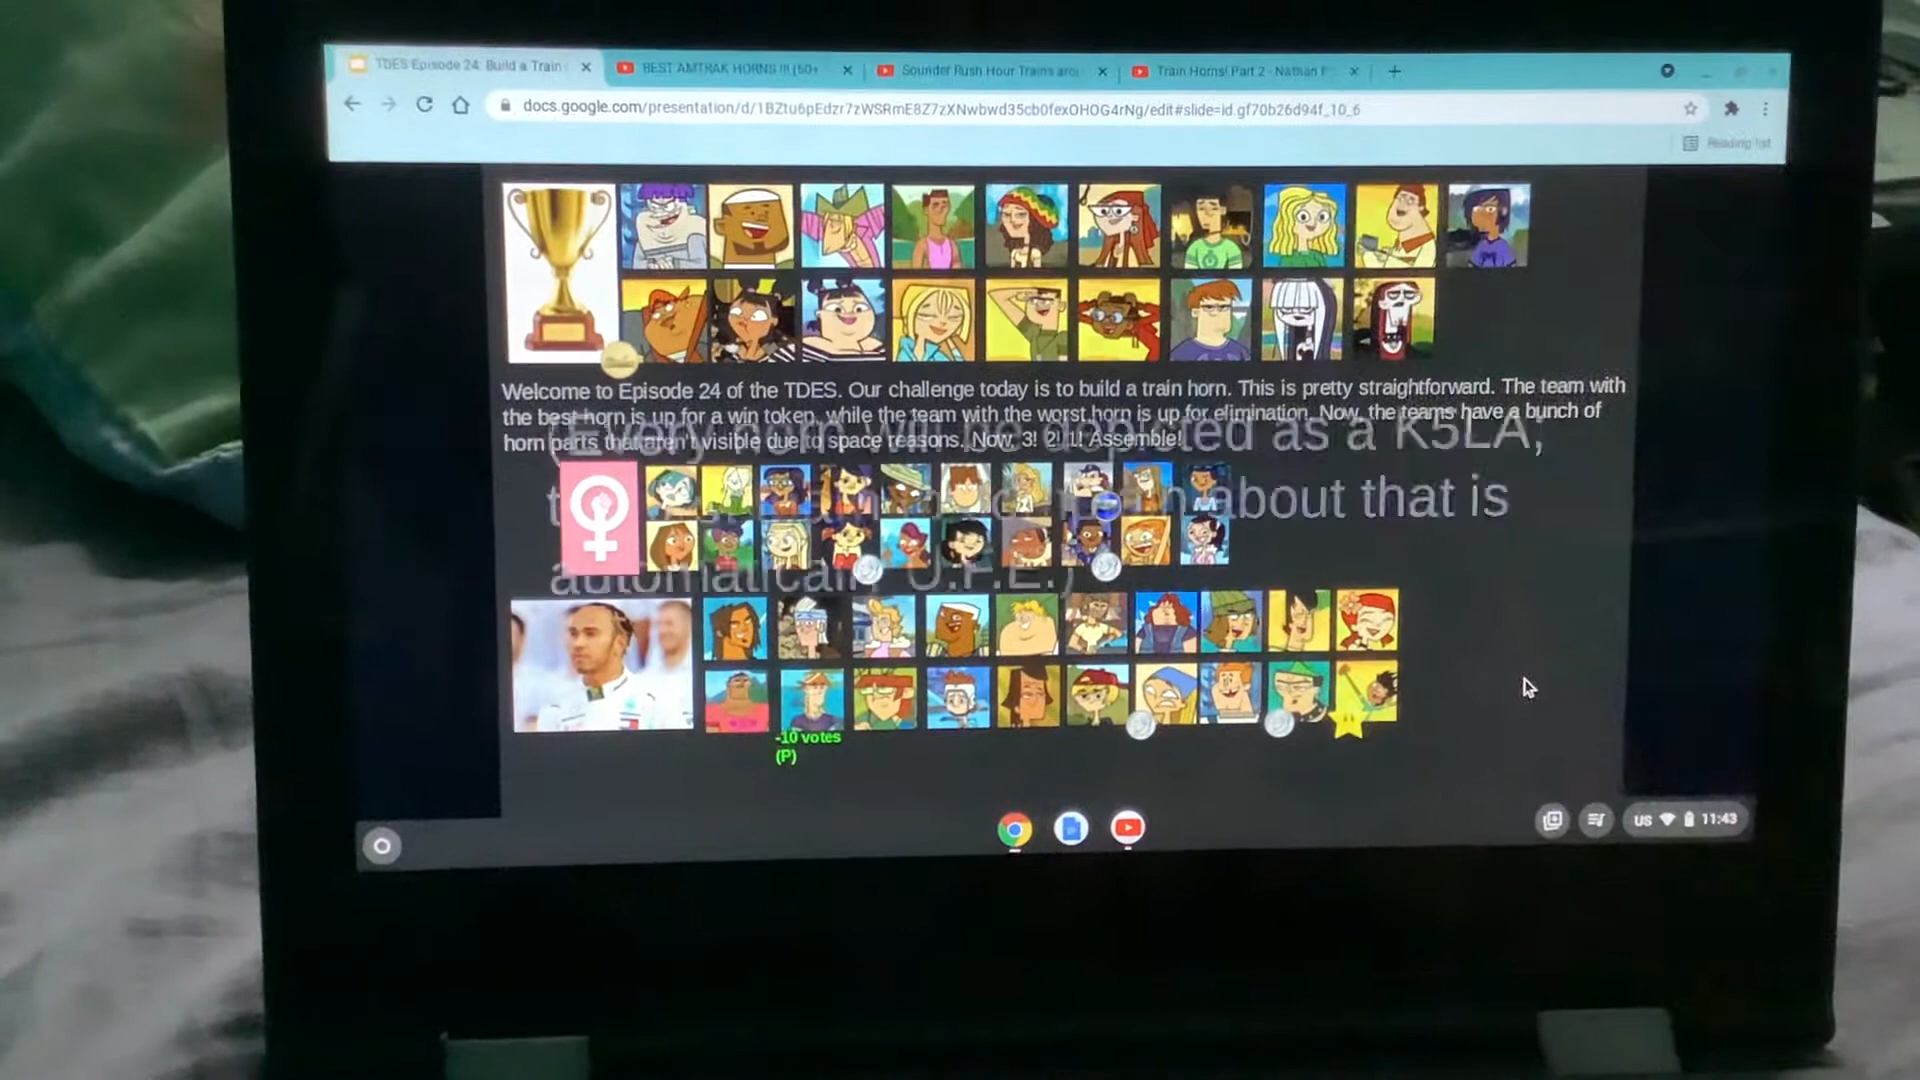 TDES Episode 24: Build a Train
BEST AMTRAK HORNS !!! (50+
Sounder Rush Hour Trains arou
Train Horns! Part 2 - Nathan
docs.google.com/presentation/d/1BZtu6pEdzr7zWSRmE8Z7zXNwbwd35cb0fexOHOG4rNg/edit#slide=id.gf70b26d94f_10_6
Reading list
Welcome to Episode 24 of the TDES. Our challenge today is to build a train horn. This is pretty straightforward. The team with
the best horn is up for a win token, while the team with the worst horn is up for elimination. Now, the teams have a bunch of
horn parts that aren't visible due to space reasons. Now, 3! 2! 1! Assemble!
(Every horn will be depicted as a K5LA;
about that is
automatically U.F.E.)
-10 votes
(P)
US 11:43